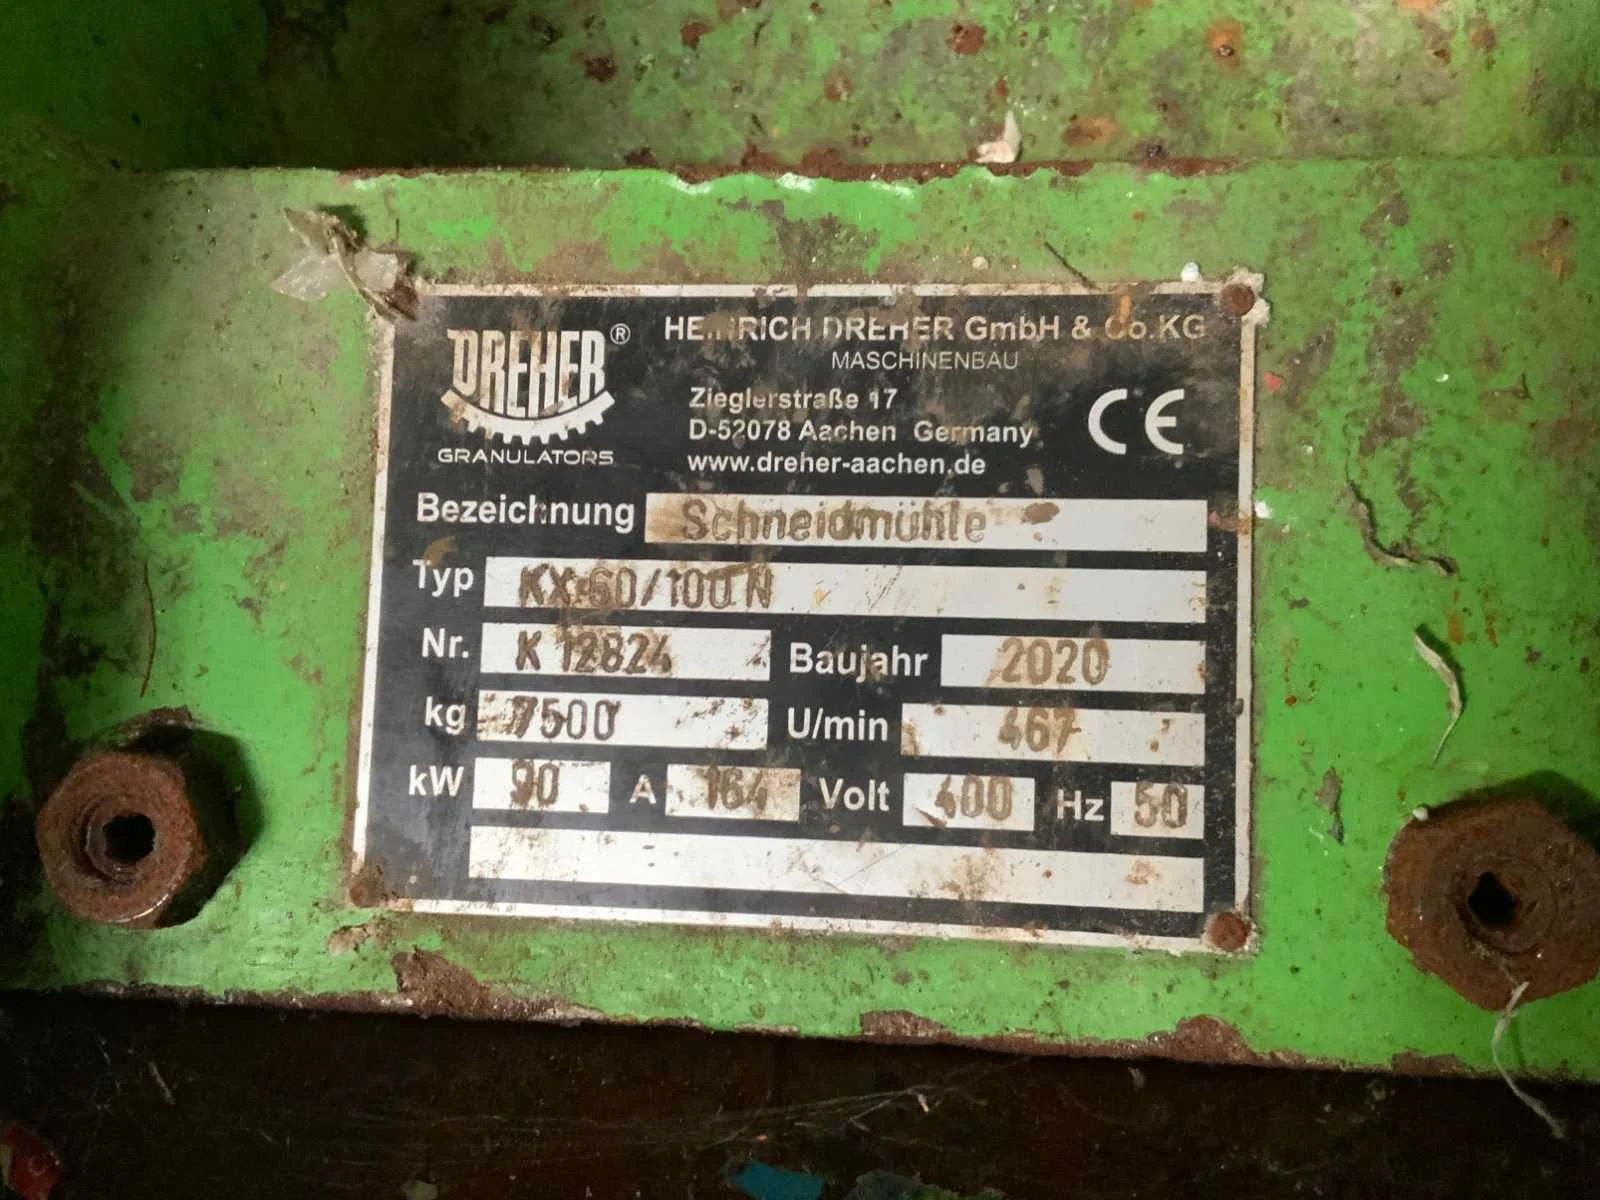 DREHER®
GRANULATORS
HEINRICH DREHER GmbH & Co.KG
MASCHINENBAU
Zieglerstraße 17
D-52078 Aachen Germany
www.dreher-aachen.de
CE
Bezeichnung Schneidmühle
Typ KX 60/100 N
Nr. K 12824 Baujahr 2020
kg 7500 U/min 467
kW 90 A 164 Volt 400 Hz 50